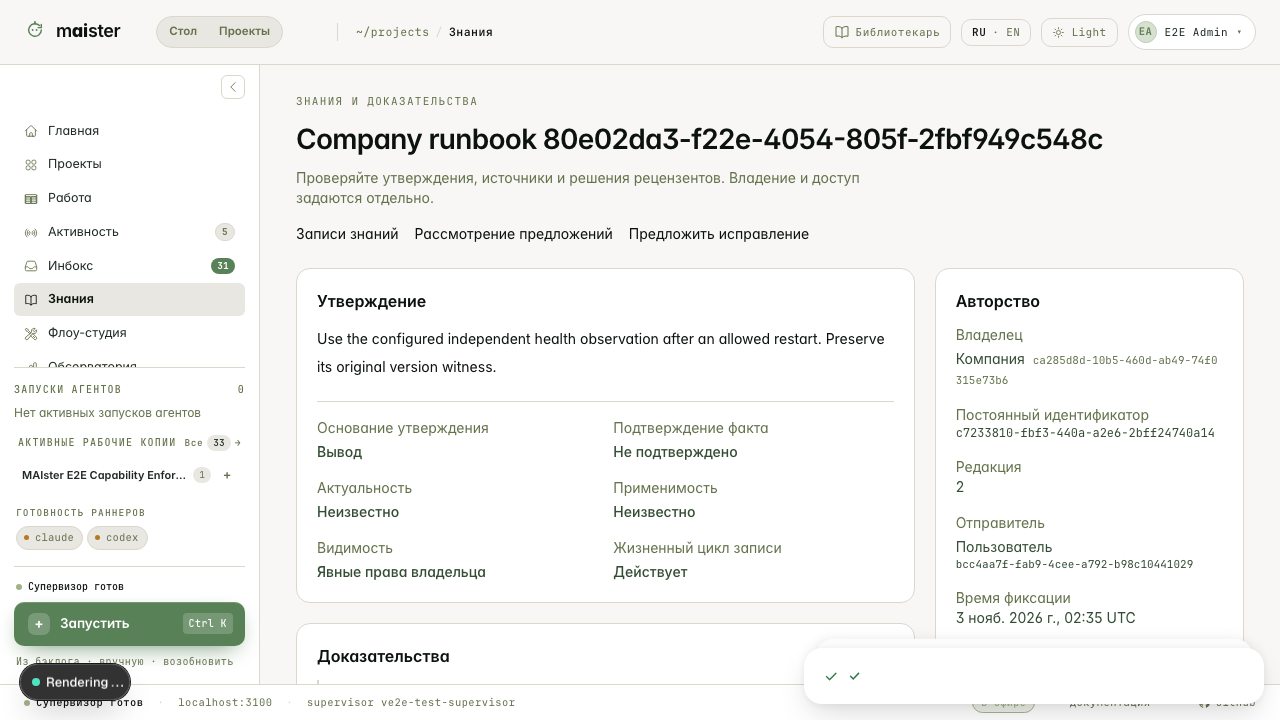 maister
Стол Проекты
~/projects / Знания
Библиотекарь
RU · EN
Light
EA E2E Admin
Главная
Проекты
Работа
Активность 5
Инбокс 31
Знания
Флоу-студия
Обсерватория
ЗАПУСКИ АГЕНТОВ 0
Нет активных запусков агентов
АКТИВНЫЕ РАБОЧИЕ КОПИИ Все 33 →
MAIster E2E Capability Enfor... 1 +
ГОТОВНОСТЬ РАННЕРОВ
claude codex
Супервизор готов
+ Запустить Ctrl K
Из бэклога · вручную · возобновить
Rendering ...
ЗНАНИЯ И ДОКАЗАТЕЛЬСТВА
Company runbook 80e02da3-f22e-4054-805f-2fbf949c548c
Проверяйте утверждения, источники и решения рецензентов. Владение и доступ
задаются отдельно.
Записи знаний Рассмотрение предложений Предложить исправление
Утверждение
Use the configured independent health observation after an allowed restart. Preserve
its original version witness.
Основание утверждения
Вывод
Подтверждение факта
Не подтверждено
Актуальность
Неизвестно
Применимость
Неизвестно
Видимость
Явные права владельца
Жизненный цикл записи
Действует
Доказательства
Авторство
Владелец
Компания ca285d8d-10b5-460d-ab49-74f0
315e73b6
Постоянный идентификатор
c7233810-fbf3-440a-a2e6-2bff24740a14
Редакция
2
Отправитель
Пользователь
bcc4aa7f-fab9-4cee-a792-b98c10441029
Время фиксации
3 нояб. 2026 г., 02:35 UTC
Супервизор готов · localhost:3100 · supervisor ve2e-test-supervisor